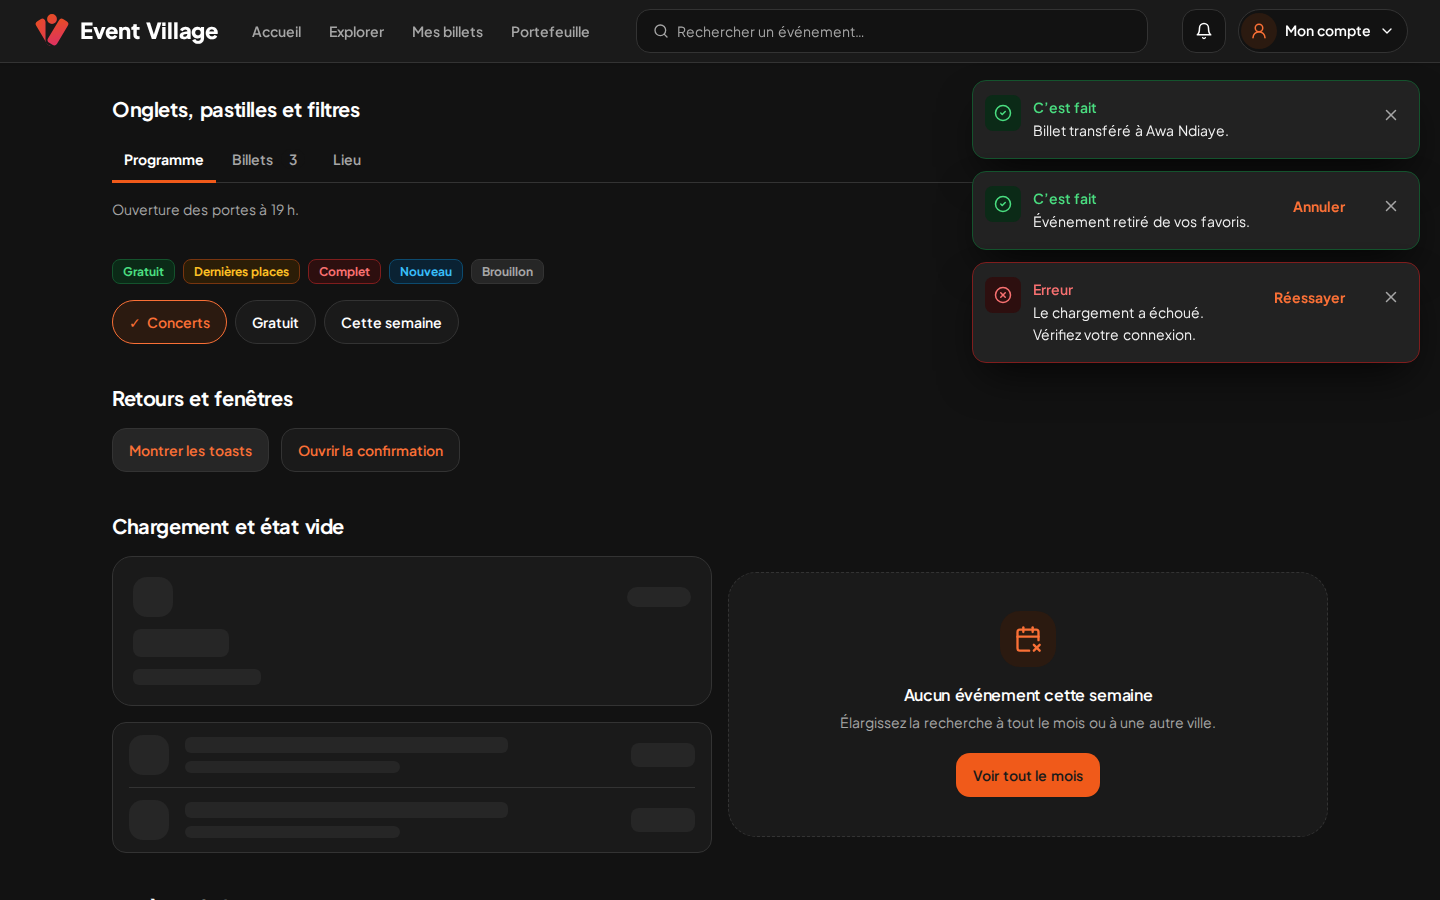 Event Village
Accueil
Explorer
Mes billets
Portefeuille
Rechercher un événement…
Mon compte
Onglets, pastilles et filtres
Programme
Billets 3
Lieu
Ouverture des portes à 19 h.
Gratuit
Dernières places
Complet
Nouveau
Brouillon
✓ Concerts
Gratuit
Cette semaine
C’est fait
Billet transféré à Awa Ndiaye.
C’est fait
Événement retiré de vos favoris.
Annuler
Erreur
Le chargement a échoué.
Vérifiez votre connexion.
Réessayer
Retours et fenêtres
Montrer les toasts
Ouvrir la confirmation
Chargement et état vide
Aucun événement cette semaine
Élargissez la recherche à tout le mois ou à une autre ville.
Voir tout le mois